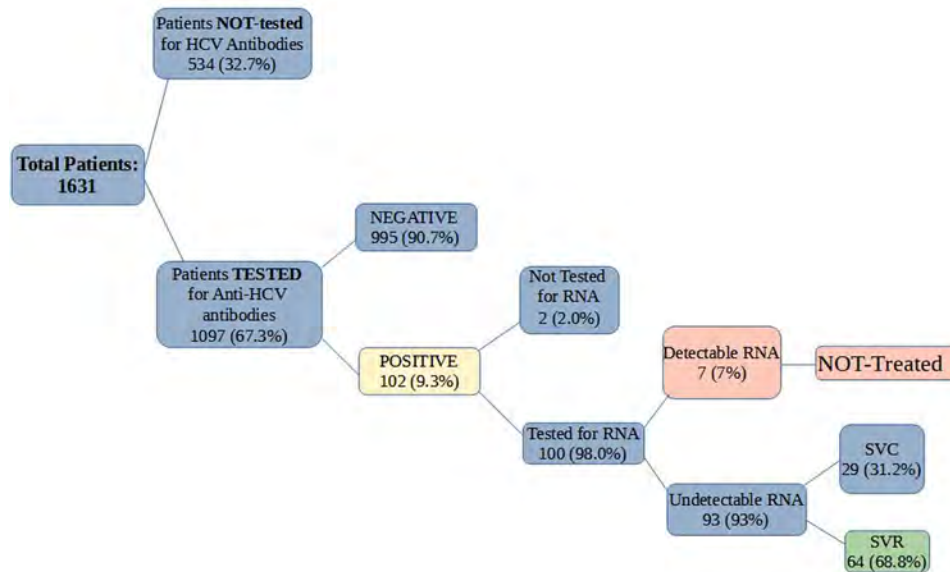 Patients NOT-tested
for HCV Antibodies
534 (32.7%)
Total Patients:
1631
NEGATIVE
995 (90.7%)
Patients TESTED
for Anti-HCV
antibodies
1097 (67.3%)
Not Tested
for RNA
2 (2.0%)
POSITIVE
102 (9.3%)
Detectable RNA
7 (7%)
NOT-Treated
Tested for RNA
100 (98.0%)
SVC
29 (31.2%)
Undetectable RNA
93 (93%)
SVR
64 (68.8%)